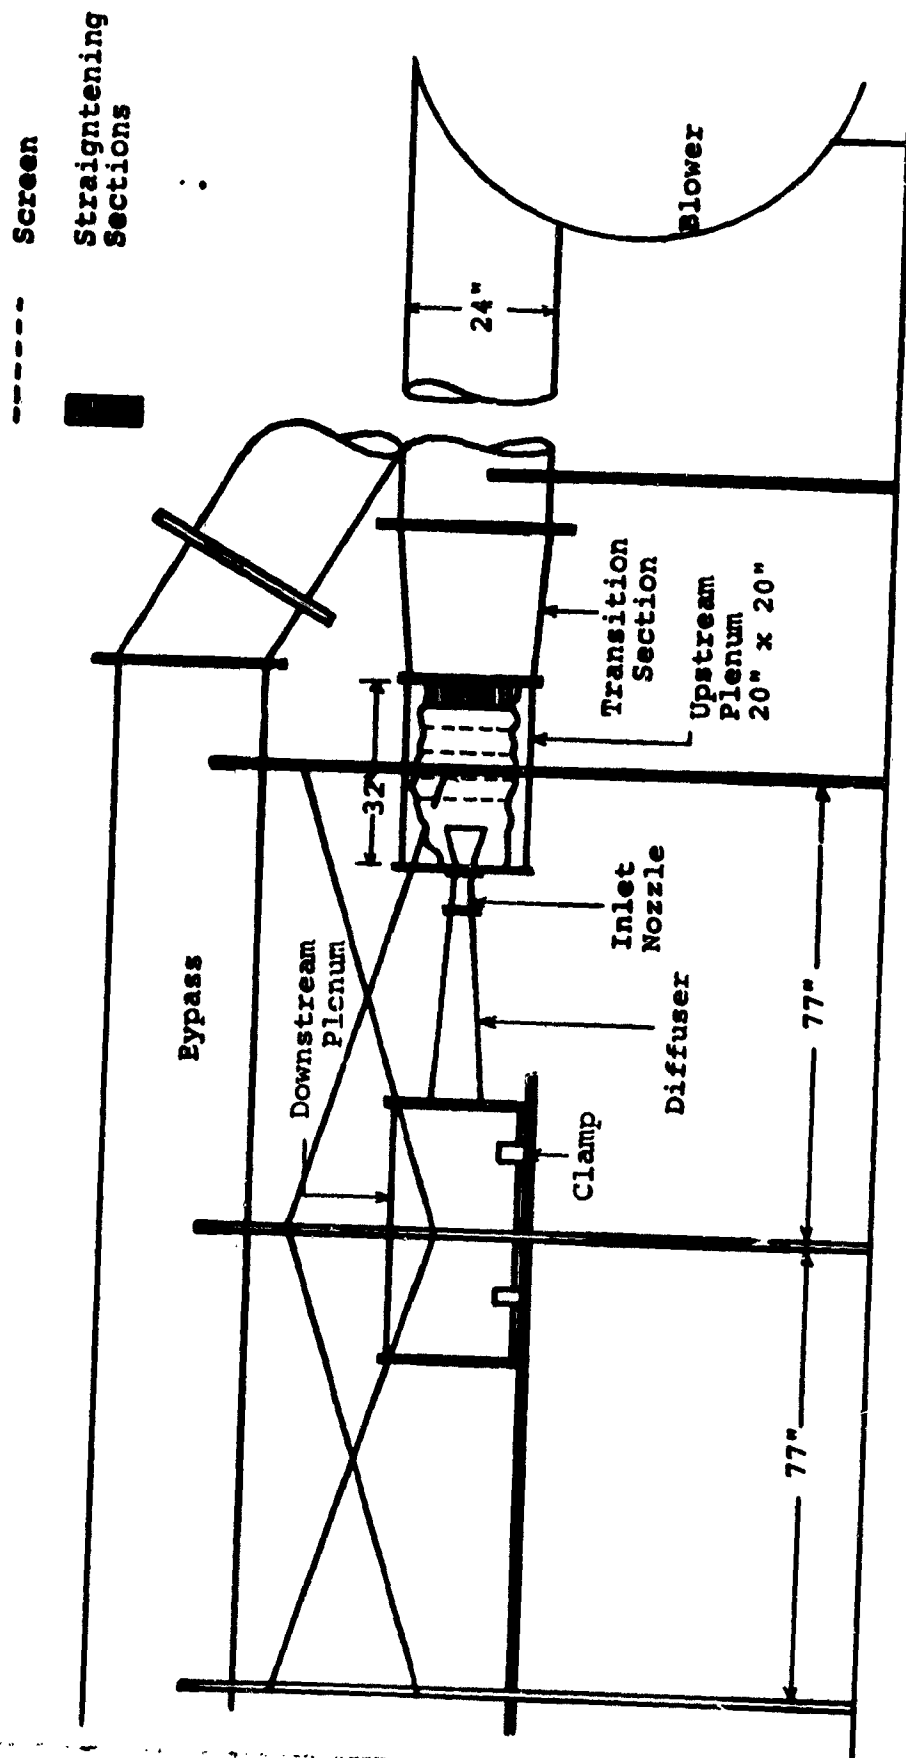 Screen
Straigntening
Sections
Blower
24"
Transition
Section
Upstream
Plenum
20" x 20"
32"
Inlet
Nozzle
Bypass
Downstream
Plenum
Diffuser
Clamp
77"
77"